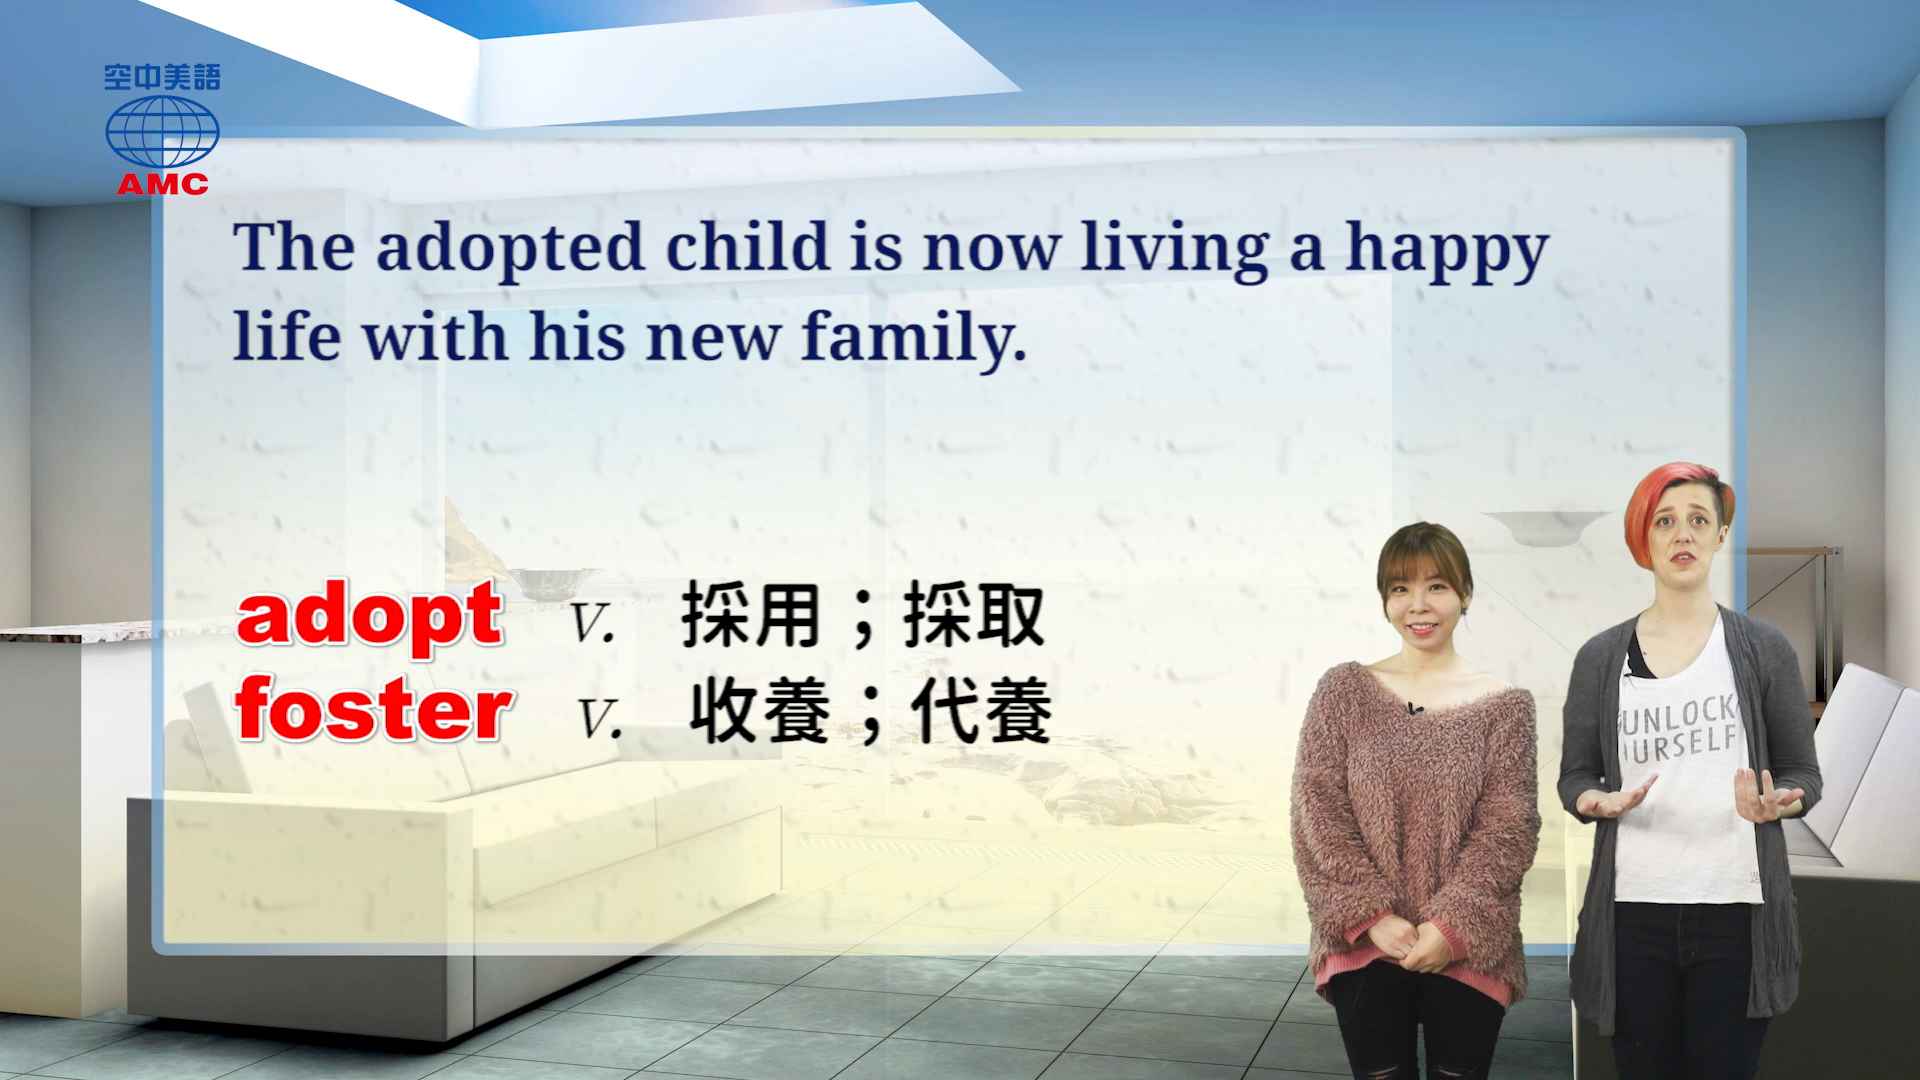 空中美語
AMC
The adopted child is now living a happy
life with his new family.
adopt v. 採用；採取
foster v. 收養；代養
UNLOCK
OURSELF